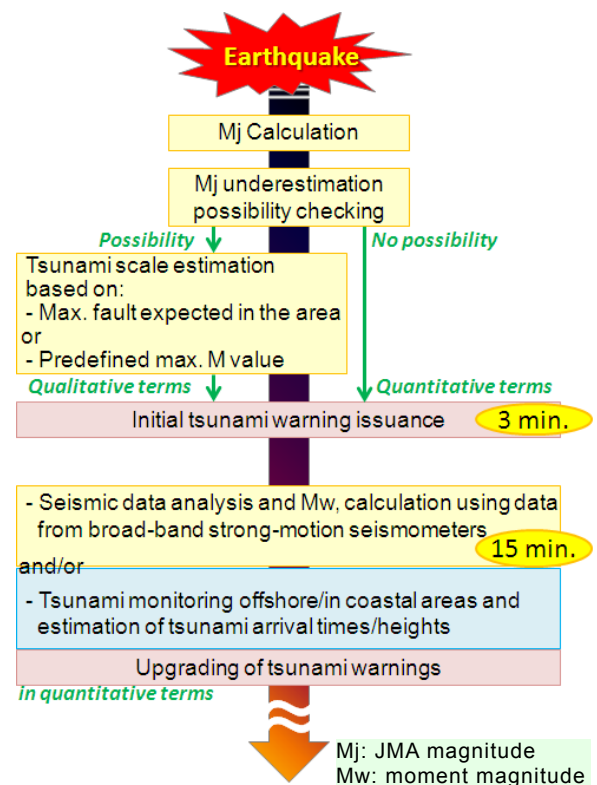 Earthquake
Mj Calculation
Mj underestimation
possibility checking
Possibility
No possibility
Tsunami scale estimation
based on:
- Max. fault expected in the area
or
- Predefined max. M value
Qualitative terms
Quantitative terms
Initial tsunami warning issuance
3 min.
- Seismic data analysis and Mw, calculation using data
from broad-band strong-motion seismometers
15 min.
and/or
- Tsunami monitoring offshore/in coastal areas and
estimation of tsunami arrival times/heights
Upgrading of tsunami warnings
in quantitative terms
Mj: JMA magnitude
Mw: moment magnitude